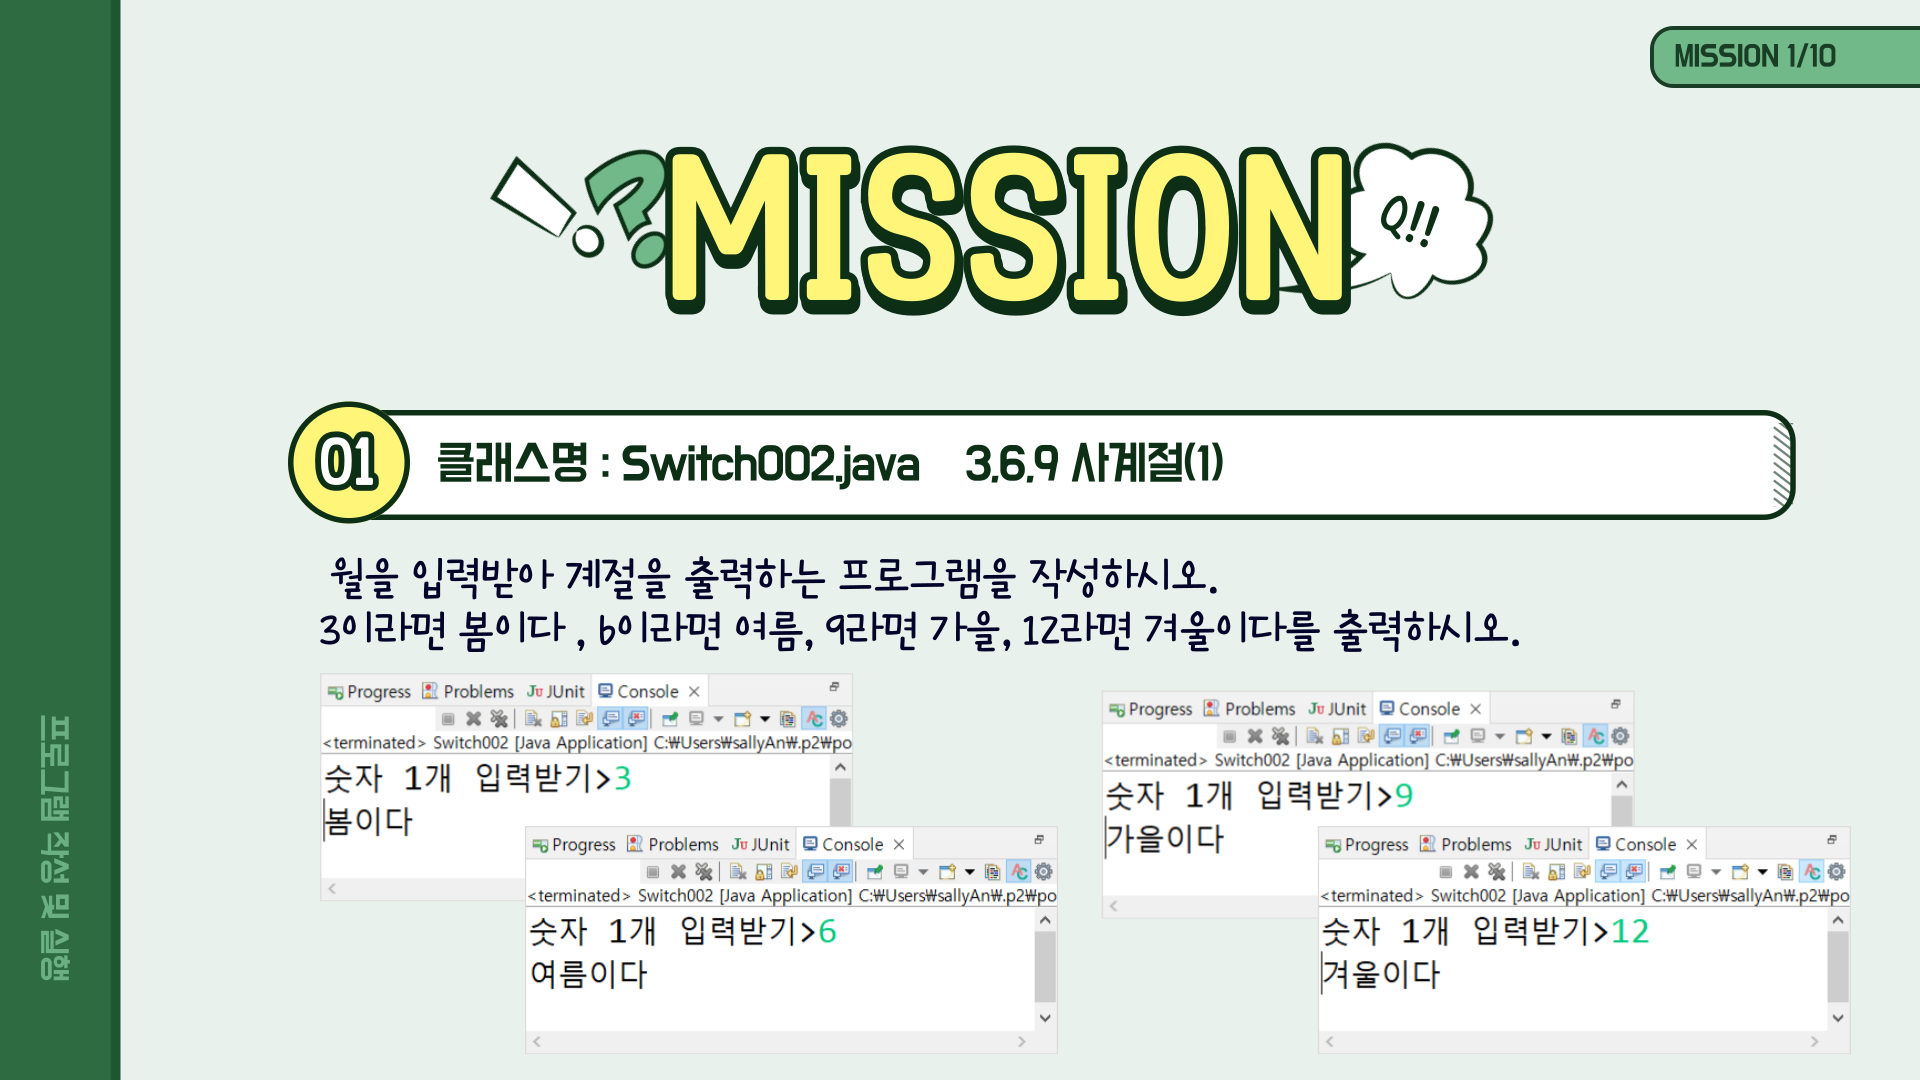 MISSION 1/10
MISSION
Q!!
01
클래스명 : Switch002.java 3,6,9 사계절(1)
월을 입력받아 계절을 출력하는 프로그램을 작성하시오.
3이라면 봄이다 , 6이라면 여름, 9라면 가을, 12라면 겨울이다를 출력하시오.
Progress Problems JUnit Console
<terminated> Switch002 [Java Application] C:₩Users₩sallyAn₩.p2₩po
숫자 1개 입력받기>3
봄이다
Progress Problems JUnit Console
<terminated> Switch002 [Java Application] C:₩Users₩sallyAn₩.p2₩po
숫자 1개 입력받기>6
여름이다
Progress Problems JUnit Console
<terminated> Switch002 [Java Application] C:₩Users₩sallyAn₩.p2₩po
숫자 1개 입력받기>9
가을이다
Progress Problems JUnit Console
<terminated> Switch002 [Java Application] C:₩Users₩sallyAn₩.p2₩po
숫자 1개 입력받기>12
겨울이다
프로그램 작성 및 실행